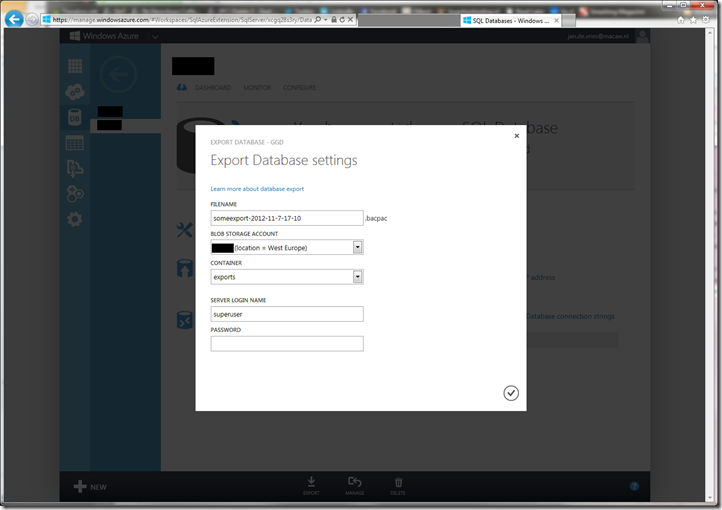 https://manage.windowsazure.com/#Workspaces/SqlAzureExtension/SqlServer/xcgq28s3ry/Data
SQL Databases - Windows ...
Windows Azure
jan.de.vries@macaw.nl
DASHBOARD MONITOR CONFIGURE
DB
EXPORT DATABASE - GGD
Export Database settings
Learn more about database export
FILENAME
someexport-2012-11-7-17-10 .bacpac
BLOB STORAGE ACCOUNT
(location = West Europe)
CONTAINER
exports
SERVER LOGIN NAME
superuser
PASSWORD
Database
address
Database connection strings
NEW
EXPORT
MANAGE
DELETE
?